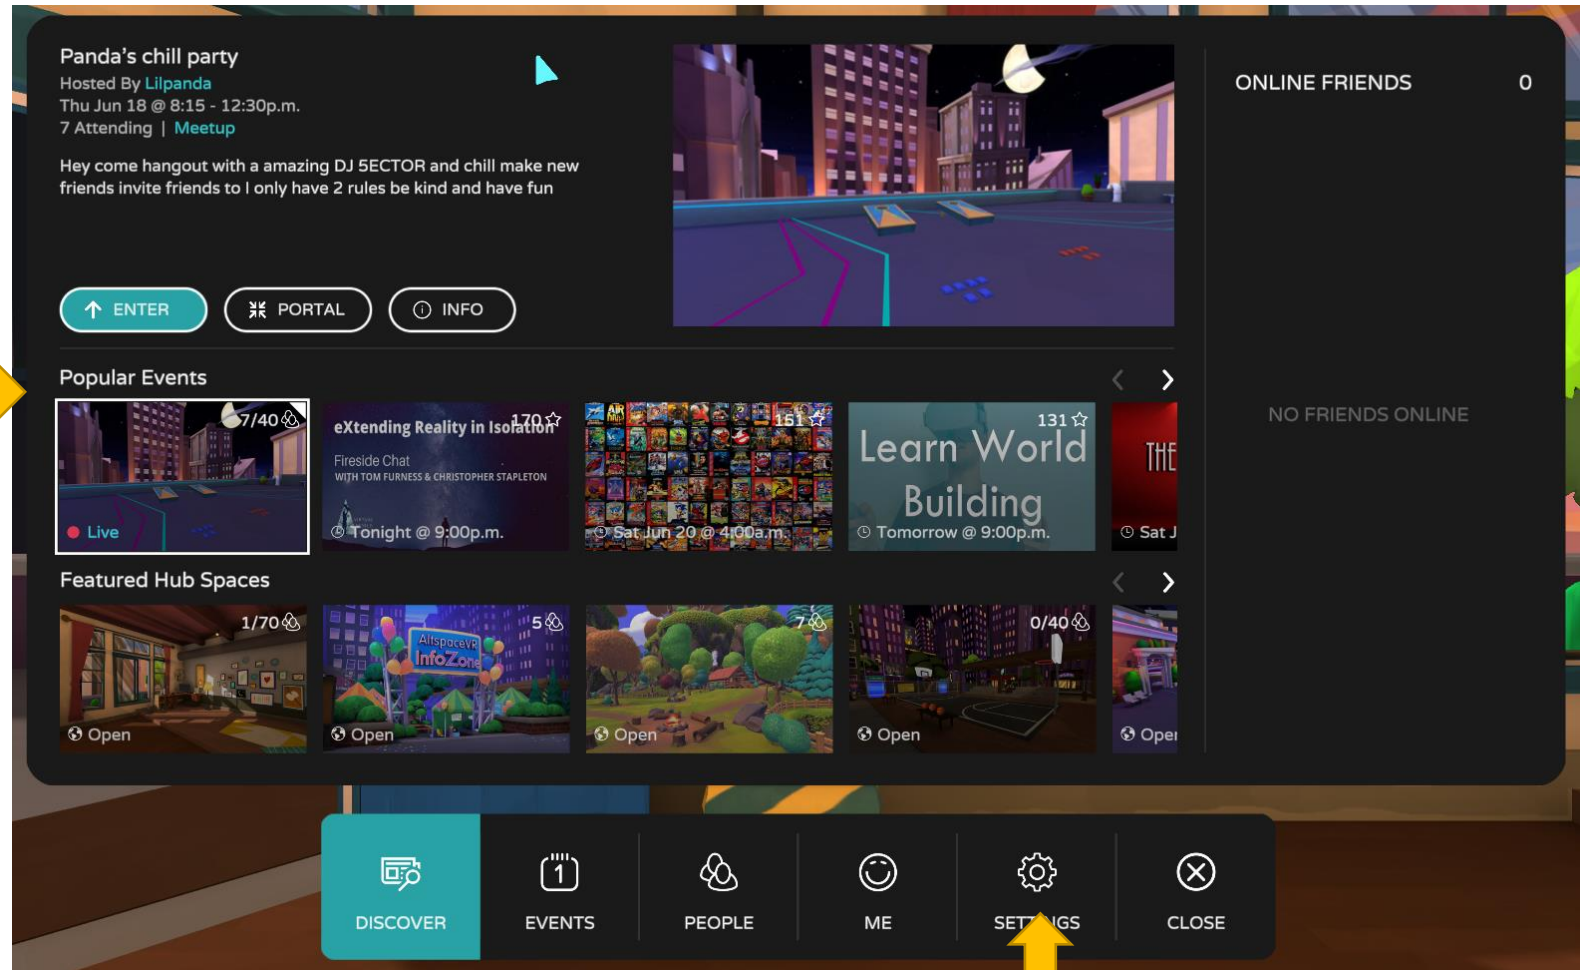 Panda's chill party
Hosted By Lilpanda
Thu Jun 18 @ 8:15 - 12:30p.m.
7 Attending | Meetup
Hey come hangout with a amazing DJ 5ECTOR and chill make new
friends invite friends to I only have 2 rules be kind and have fun
ENTER
PORTAL
INFO
ONLINE FRIENDS 0
NO FRIENDS ONLINE
Popular Events
7/40
Live
170
eXtending Reality in Isolation
Fireside Chat
WITH TOM FURNESS & CHRISTOPHER STAPLETON
Tonight @ 9:00p.m.
151
Sat Jun 20 @ 4:00a.m.
131
Learn World
Building
Tomorrow @ 9:00p.m.
THE
Sat J
Featured Hub Spaces
1/70
Open
5
AltspaceVR
InfoZone
Open
7
Open
0/40
Open
Oper
DISCOVER
1
EVENTS
PEOPLE
ME
SETTINGS
CLOSE